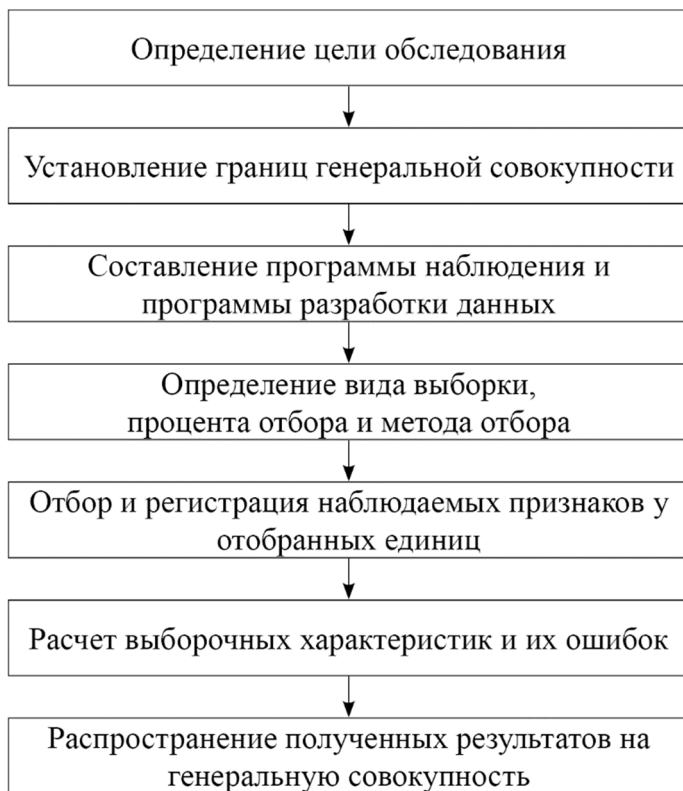 Определение цели обследования
Установление границ генеральной совокупности
Составление программы наблюдения и
программы разработки данных
Определение вида выборки,
процента отбора и метода отбора
Отбор и регистрация наблюдаемых признаков у
отобранных единиц
Расчет выборочных характеристик и их ошибок
Распространение полученных результатов на
генеральную совокупность